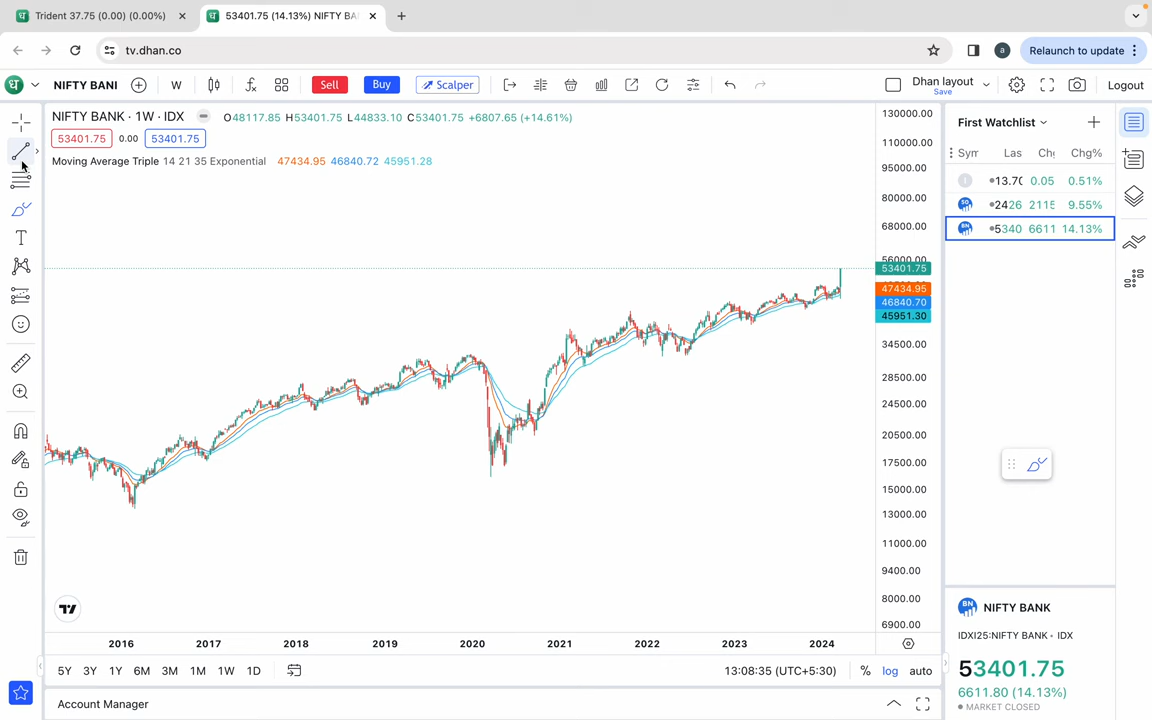 Trident 37.75 (0.00) (0.00%)
53401.75 (14.13%) NIFTY BA
tv.dhan.co
a
Relaunch to update
NIFTY BANI
W
Sell
Buy
Scalper
Dhan layout
Save
Logout
NIFTY BANK · 1W · IDX
O48117.85 H53401.75 L44833.10 C53401.75 +6807.65 (+14.61%)
53401.75 0.00 53401.75
Moving Average Triple 14 21 35 Exponential 47434.95 46840.72 45951.28
130000.00
110000.00
95000.00
80000.00
68000.00
56000.00
53401.75
47434.95
46840.70
45951.30
34500.00
28500.00
24500.00
20500.00
17500.00
15000.00
13000.00
11000.00
9400.00
8000.00
6900.00
2016 2017 2018 2019 2020 2021 2022 2023 2024
5Y 3Y 1Y 6M 3M 1M 1W 1D
13:08:35 (UTC+5:30)
% log auto
Account Manager
First Watchlist
Sym Las Chg Chg%
13.70 0.05 0.51%
2426 2115 9.55%
BN 5340 6611 14.13%
BN NIFTY BANK
IDXI25:NIFTY BANK · IDX
53401.75
6611.80 (14.13%)
MARKET CLOSED